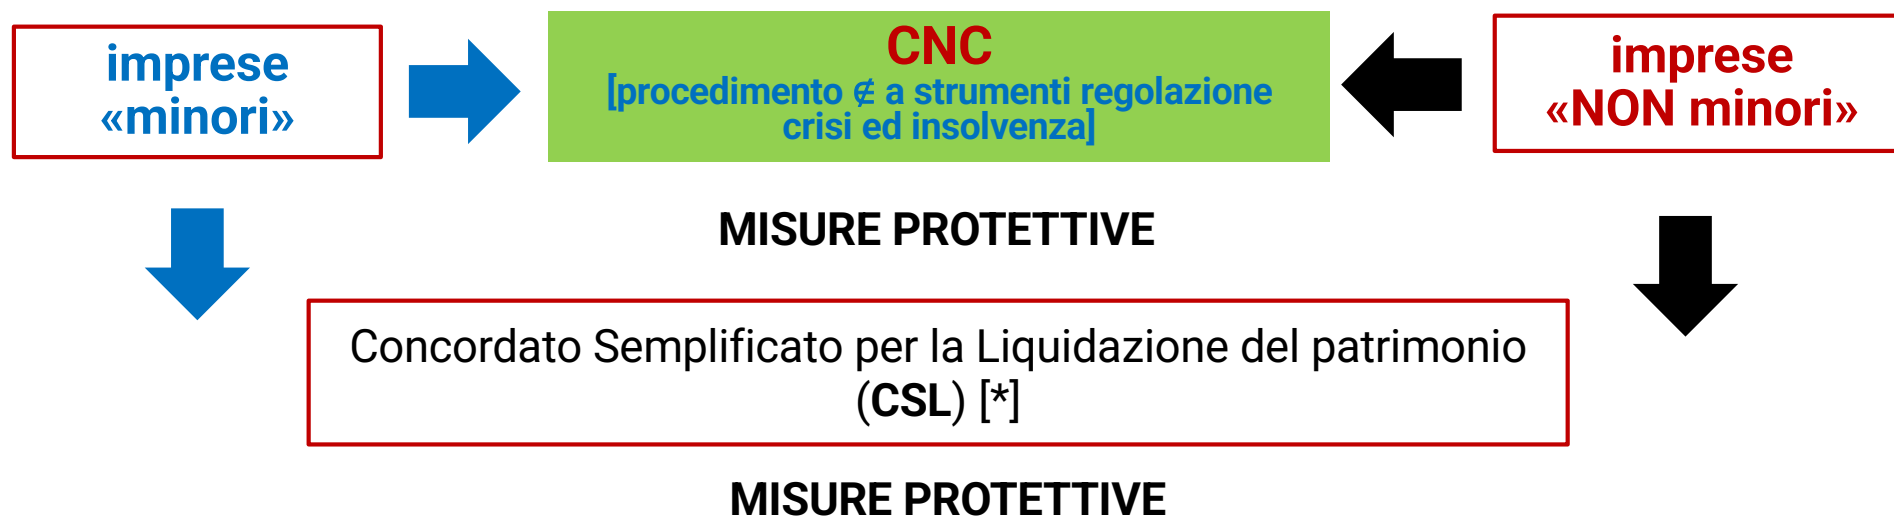 imprese
«minori»
CNC
[procedimento ∉ a strumenti regolazione
crisi ed insolvenza]
imprese
«NON minori»
MISURE PROTETTIVE
Concordato Semplificato per la Liquidazione del patrimonio
(CSL) [*]
MISURE PROTETTIVE